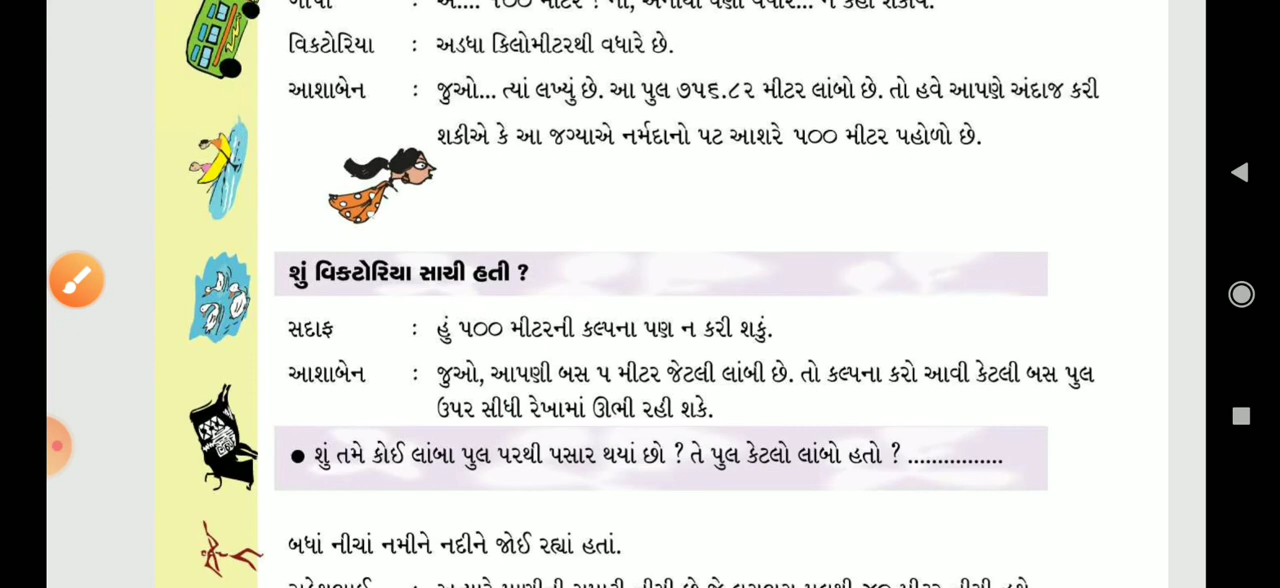 વિક્ટોરિયા : અડધા કિલોમીટરથી વધારે છે.
આશાબેન : જુઓ... ત્યાં લખ્યું છે. આ પુલ ૭૫૬.૮૨ મીટર લાંબો છે. તો હવે આપણે અંદાજ કરી
શકીએ કે આ જગ્યાએ નર્મદાનો પટ આશરે ૫૦૦ મીટર પહોળો છે.
શું વિક્ટોરિયા સાચી હતી ?
સદાફ : હું ૫૦૦ મીટરની કલ્પના પણ ન કરી શકું.
આશાબેન : જુઓ, આપણી બસ ૫ મીટર જેટલી લાંબી છે. તો કલ્પના કરો આવી કેટલી બસ પુલ
ઉપર સીધી રેખામાં ઊભી રહી શકે.
● શું તમે કોઈ લાંબા પુલ પરથી પસાર થયાં છો ? તે પુલ કેટલો લાંબો હતો ? ................
બધાં નીચાં નમીને નદીને જોઈ રહ્યાં હતાં.